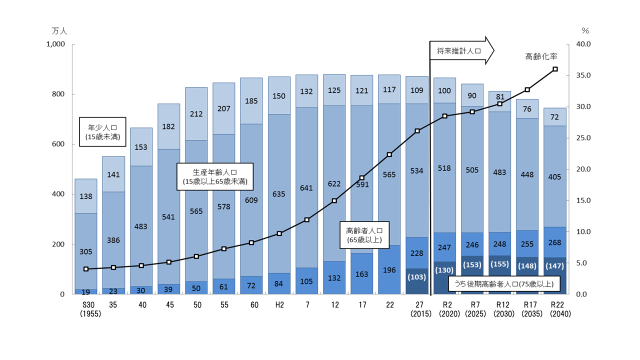 万人
%
1,000
800
600
400
200
0
40.0
35.0
30.0
25.0
20.0
15.0
10.0
5.0
0.0
将来推計人口
高齢化率
年少人口
(15歳未満)
生産年齢人口
(15歳以上65歳未満)
高齢者人口
(65歳以上)
うち後期高齢者人口(75歳以上)
138 141 153 182 212 207 185 150 132 125 121 117 109 100 90 81 76 72
305 386 483 541 565 578 609 635 641 622 591 565 534 518 505 483 448 405
19 23 30 39 50 61 72 84 105 132 163 196 228 247 246 248 255 268
(103) (130) (153) (155) (148) (147)
S30 35 40 45 50 55 60 H2 7 12 17 22 27 R2 R7 R12 R17 R22
(1955) (2015) (2020) (2025) (2030) (2035) (2040)